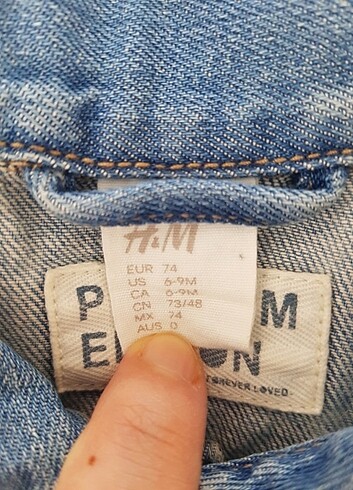 H&M
EUR 74
US 6-9M
CA 6-9M
CN 73/48
MX 74
AUS 0
P M
E ON
FOREVER LOVED